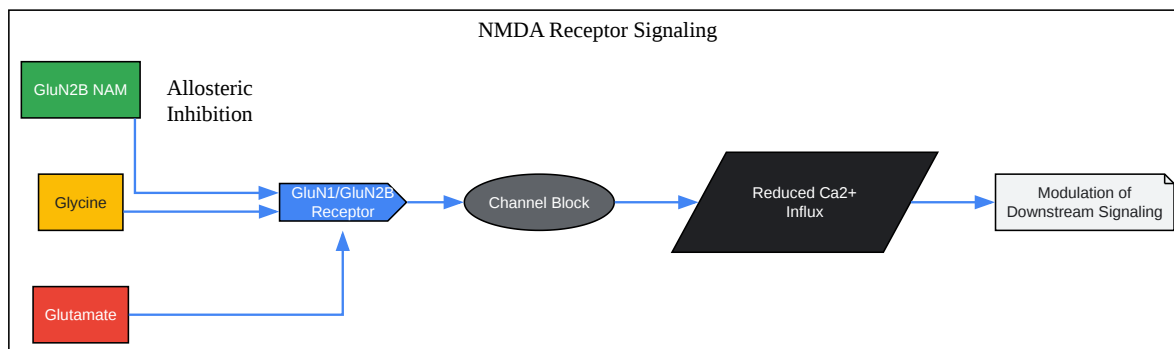 NMDA Receptor Signaling
GluN2B NAM
Allosteric
Inhibition
Glycine
GluN1/GluN2B
Receptor
Channel Block
Reduced Ca2+
Influx
Modulation of
Downstream Signaling
Glutamate